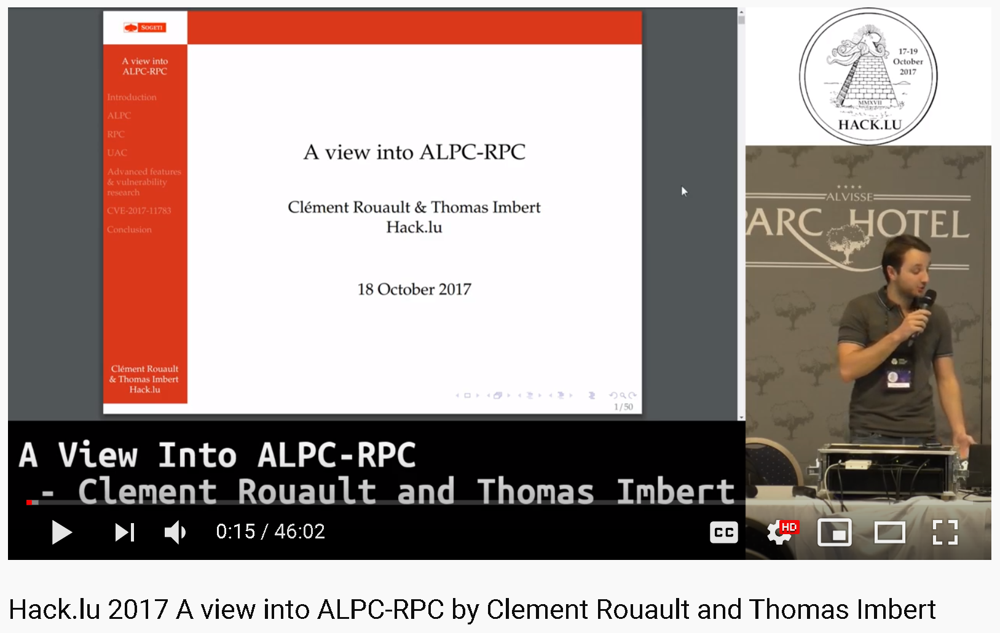 SOGETI
A view into
ALPC-RPC
Introduction
ALPC
RPC
UAC
Advanced features
& vulnerability
research
CVE-2017-11783
Conclusion
Clément Rouault
& Thomas Imbert
Hack.lu
A view into ALPC-RPC
Clément Rouault & Thomas Imbert
Hack.lu
18 October 2017
1/50
17-19
October
2017
MMXVII
HACK.LU
ALVISSE
PARC HOTEL
A View Into ALPC-RPC
- Clement Rouault and Thomas Imbert
0:15 / 46:02
CC
HD
Hack.lu 2017 A view into ALPC-RPC by Clement Rouault and Thomas Imbert